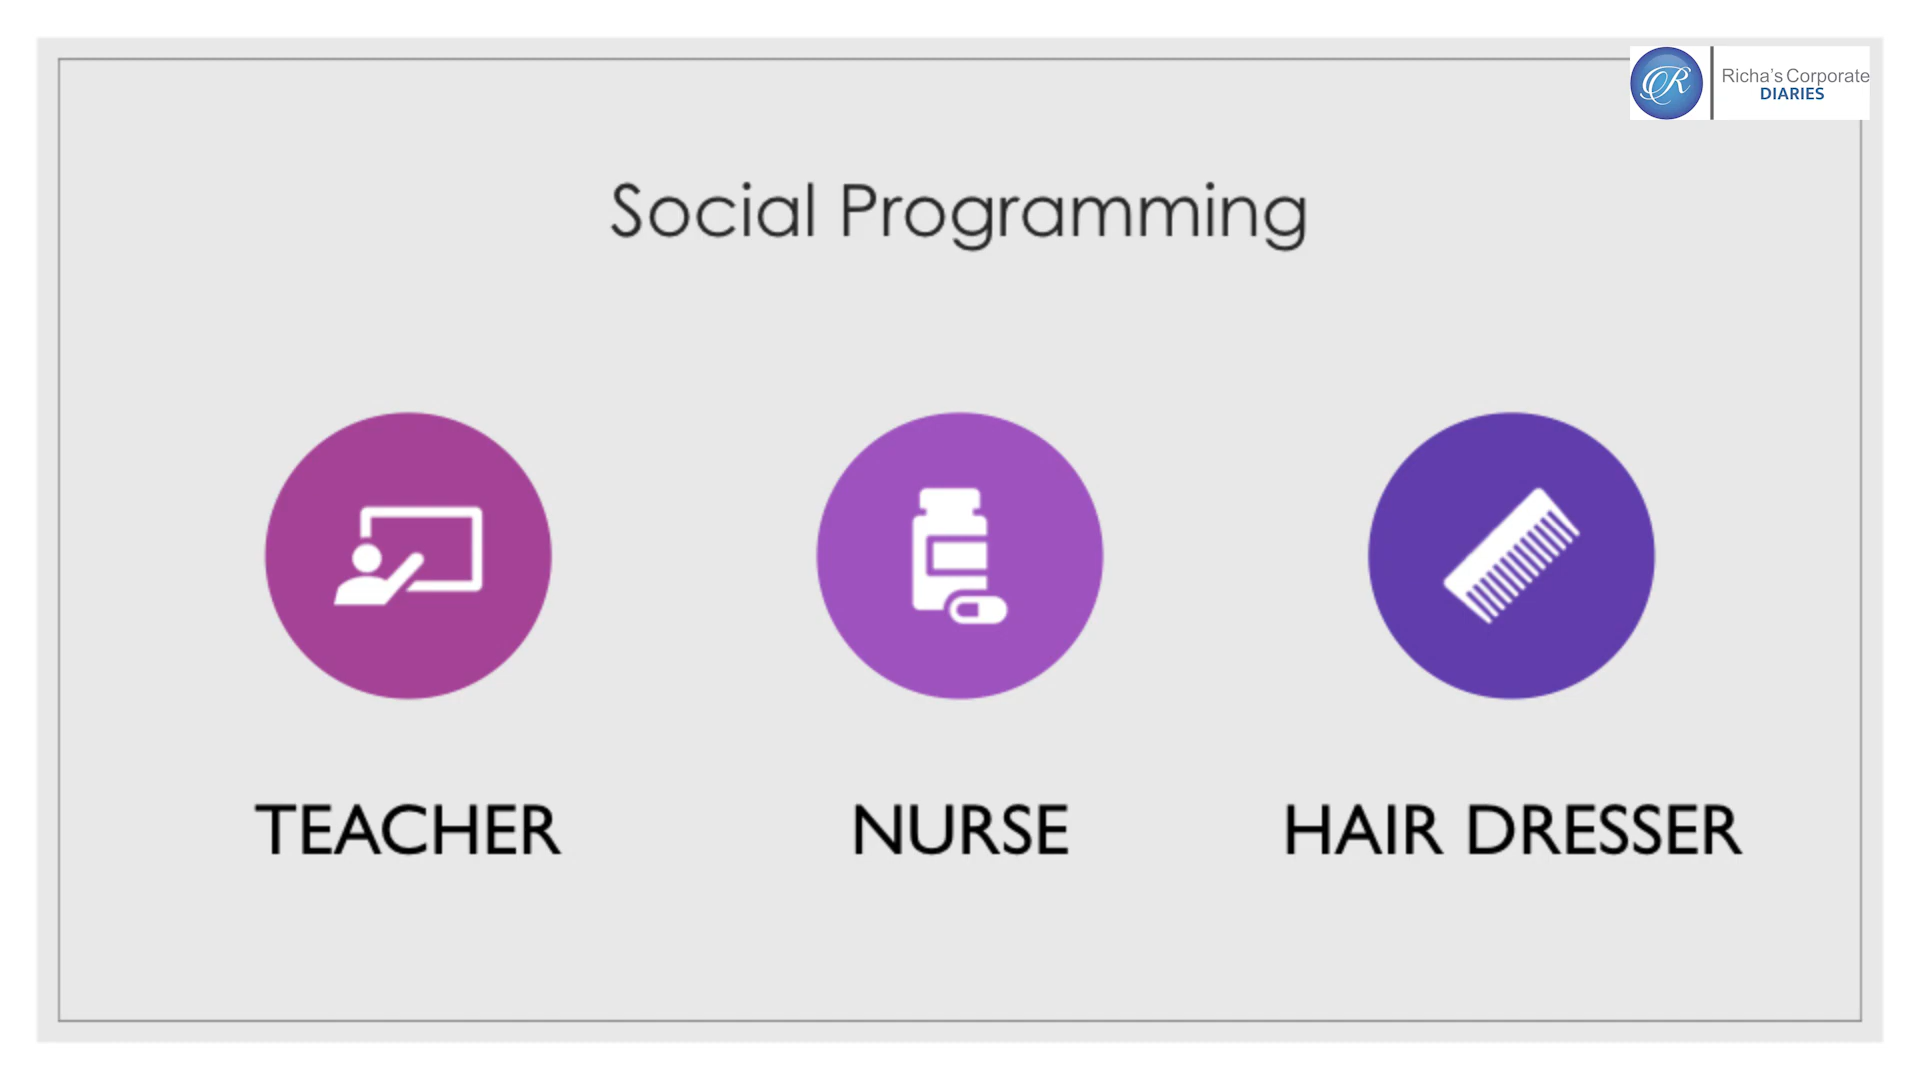 Richa's Corporate
DIARIES
Social Programming
TEACHER
NURSE
HAIR DRESSER